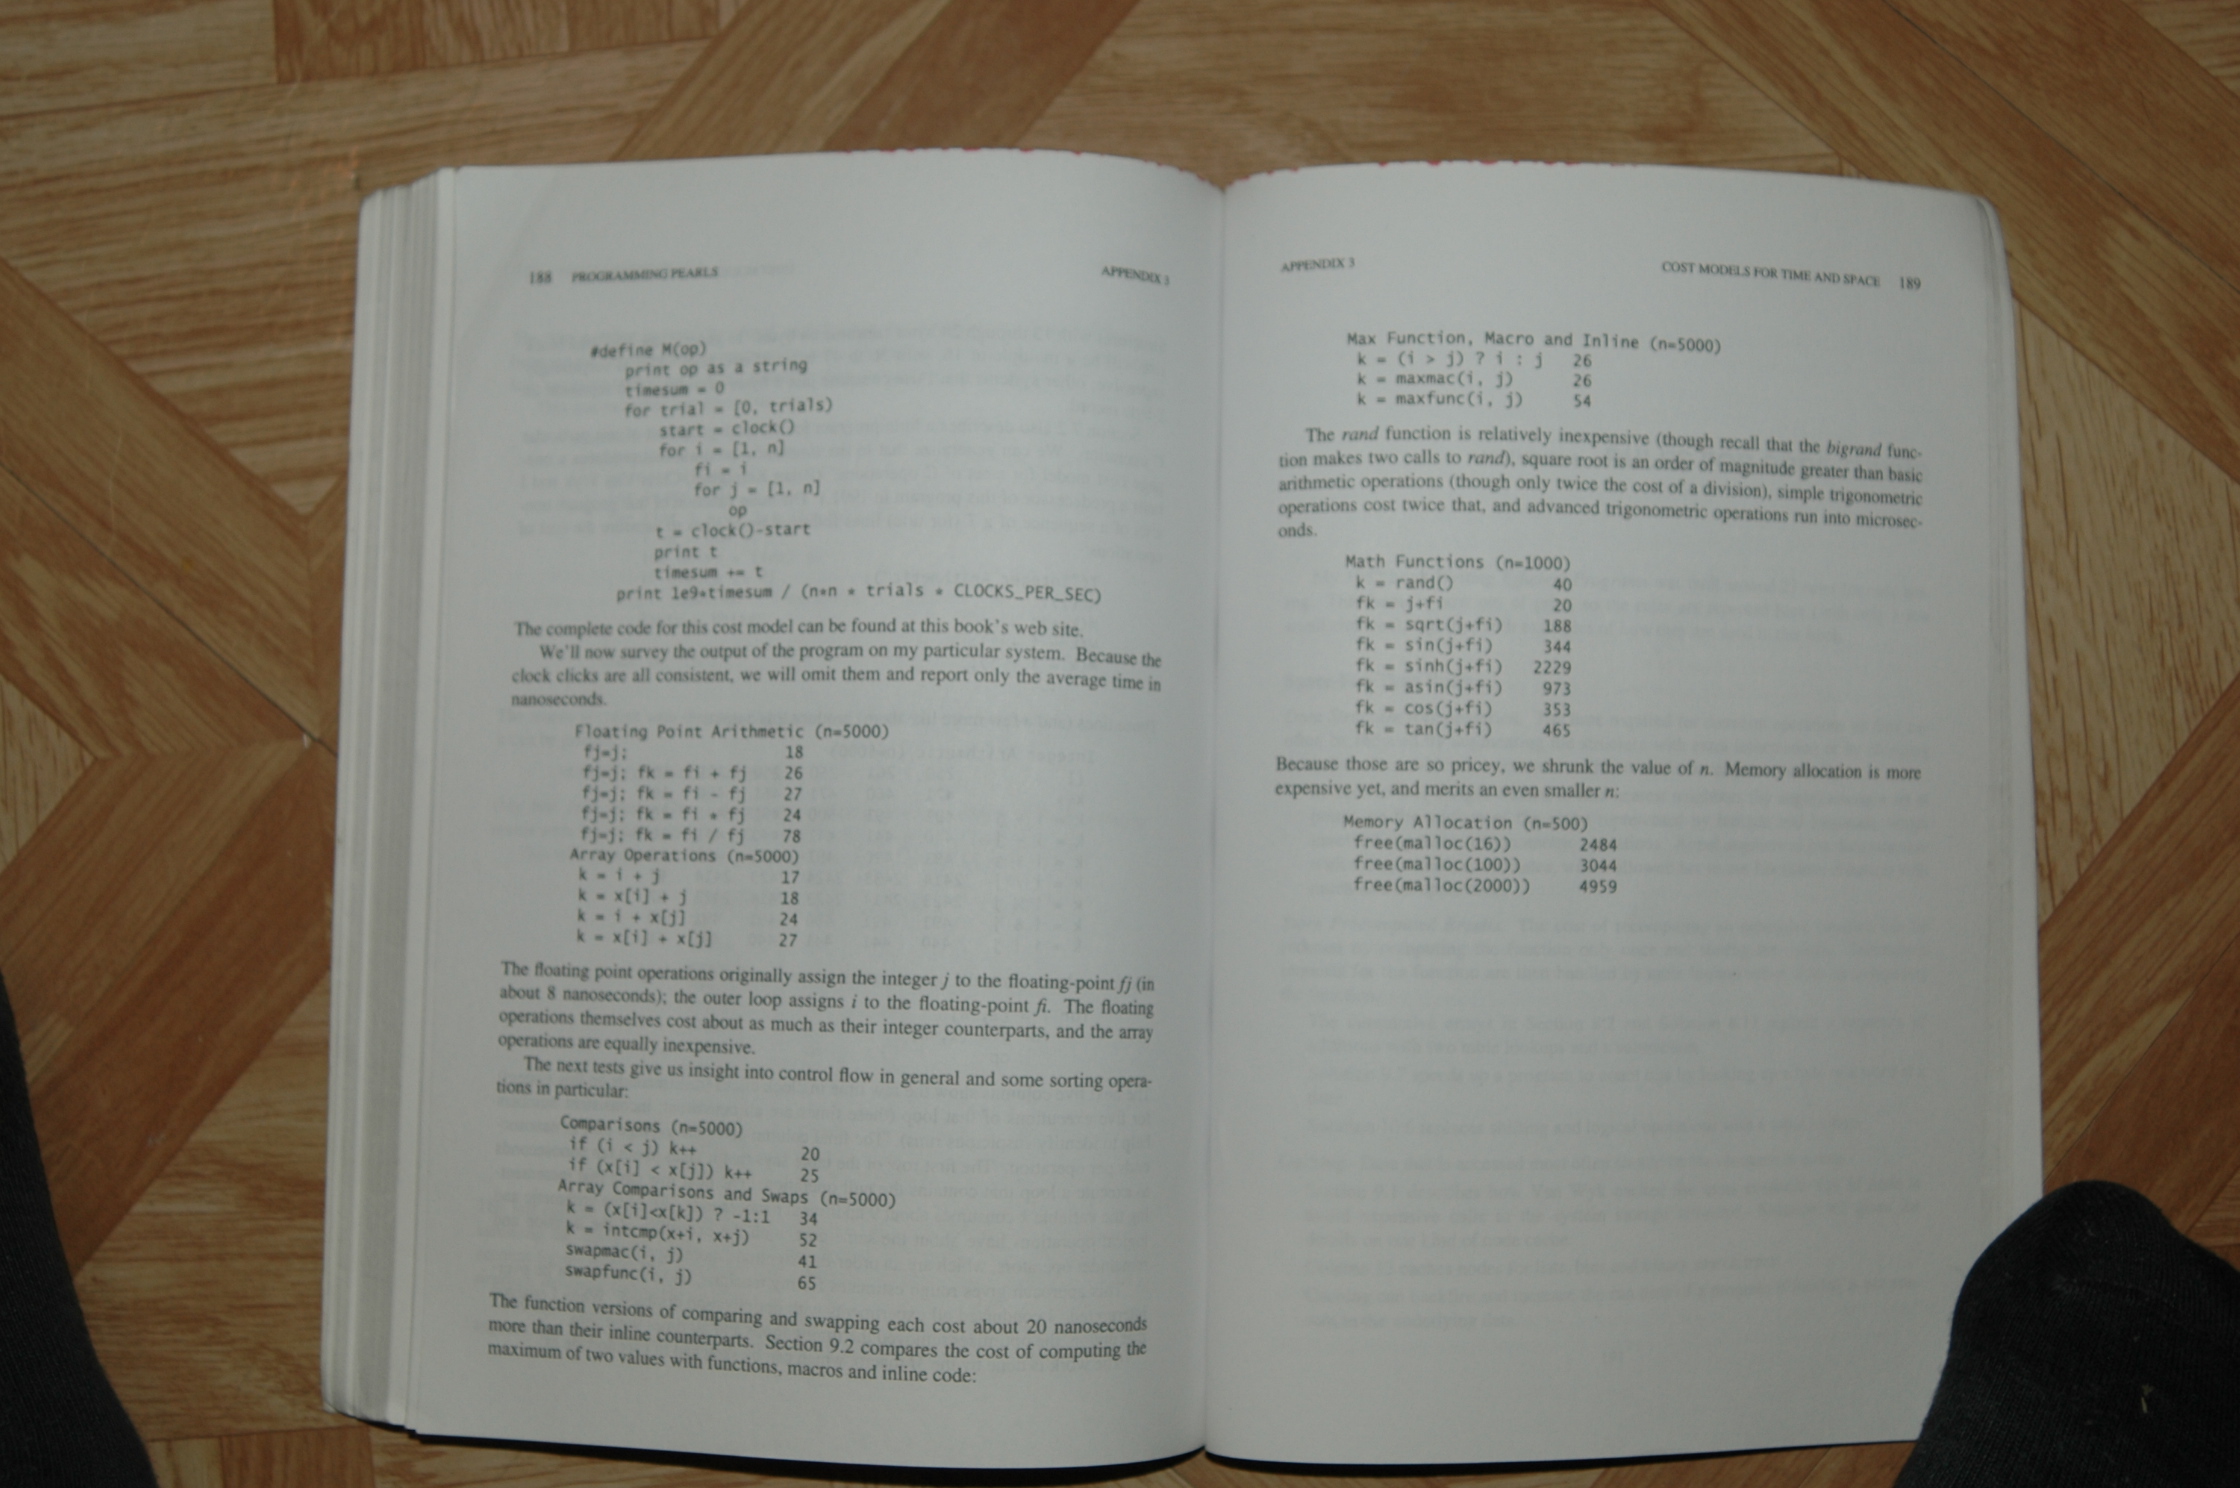 188 PROGRAMMING PEARLS APPENDIX 3
#define M(op)
print op as a string
timesum = 0
for trial = [0, trials)
start = clock()
for i = [1, n]
fi = i
for j = [1, n]
op
t = clock()-start
print t
timesum += t
print 1e9*timesum / (n*n * trials * CLOCKS_PER_SEC)
The complete code for this cost model can be found at this book's web site.
We'll now survey the output of the program on my particular system. Because the
clock clicks are all consistent, we will omit them and report only the average time in
nanoseconds.
Floating Point Arithmetic (n=5000)
fj=j; 18
fj=j; fk = fi + fj 26
fj=j; fk = fi - fj 27
fj=j; fk = fi * fj 24
fj=j; fk = fi / fj 78
Array Operations (n=5000)
k = i + j 17
k = x[i] + j 18
k = i + x[j] 24
k = x[i] + x[j] 27
The floating point operations originally assign the integer j to the floating-point fj (in
about 8 nanoseconds); the outer loop assigns i to the floating-point fi. The floating
operations themselves cost about as much as their integer counterparts, and the array
operations are equally inexpensive.
The next tests give us insight into control flow in general and some sorting opera-
tions in particular:
Comparisons (n=5000)
if (i < j) k++ 20
if (x[i] < x[j]) k++ 25
Array Comparisons and Swaps (n=5000)
k = (x[i]<x[k]) ? -1:1 34
k = intcmp(x+i, x+j) 52
swapmac(i, j) 41
swapfunc(i, j) 65
The function versions of comparing and swapping each cost about 20 nanoseconds
more than their inline counterparts. Section 9.2 compares the cost of computing the
maximum of two values with functions, macros and inline code:
APPENDIX 3 COST MODELS FOR TIME AND SPACE 189
Max Function, Macro and Inline (n=5000)
k = (i > j) ? i : j 26
k = maxmac(i, j) 26
k = maxfunc(i, j) 54
The rand function is relatively inexpensive (though recall that the bigrand func-
tion makes two calls to rand), square root is an order of magnitude greater than basic
arithmetic operations (though only twice the cost of a division), simple trigonometric
operations cost twice that, and advanced trigonometric operations run into microsec-
onds.
Math Functions (n=1000)
k = rand() 40
fk = j+fi 20
fk = sqrt(j+fi) 188
fk = sin(j+fi) 344
fk = sinh(j+fi) 2229
fk = asin(j+fi) 973
fk = cos(j+fi) 353
fk = tan(j+fi) 465
Because those are so pricey, we shrunk the value of n. Memory allocation is more
expensive yet, and merits an even smaller n:
Memory Allocation (n=500)
free(malloc(16)) 2484
free(malloc(100)) 3044
free(malloc(2000)) 4959